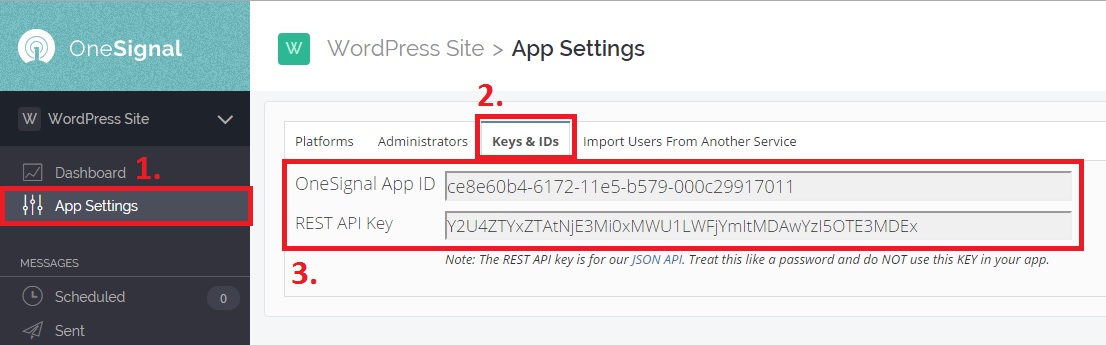 OneSignal
W WordPress Site > App Settings
W WordPress Site
2.
Platforms Administrators Keys & IDs Import Users From Another Service
Dashboard 1.
App Settings
OneSignal App ID ce8e60b4-6172-11e5-b579-000c29917011
REST API Key Y2U4ZTYxZTAtNjE3Mi0xMWU1LWFjYmItMDAwYzI5OTE3MDEx
Note: The REST API key is for our JSON API. Treat this like a password and do NOT use this KEY in your app.
3.
MESSAGES
Scheduled 0
Sent